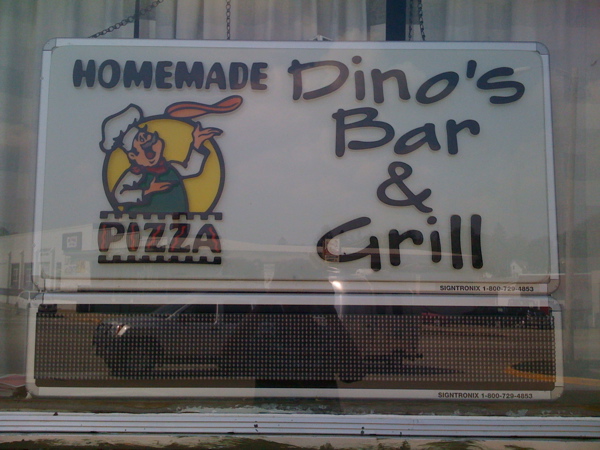 HOMEMADE
PIZZA
Dino's
Bar
&
Grill
SIGNTRONIX 1-800-729-4853
SIGNTRONIX 1-800-729-4853